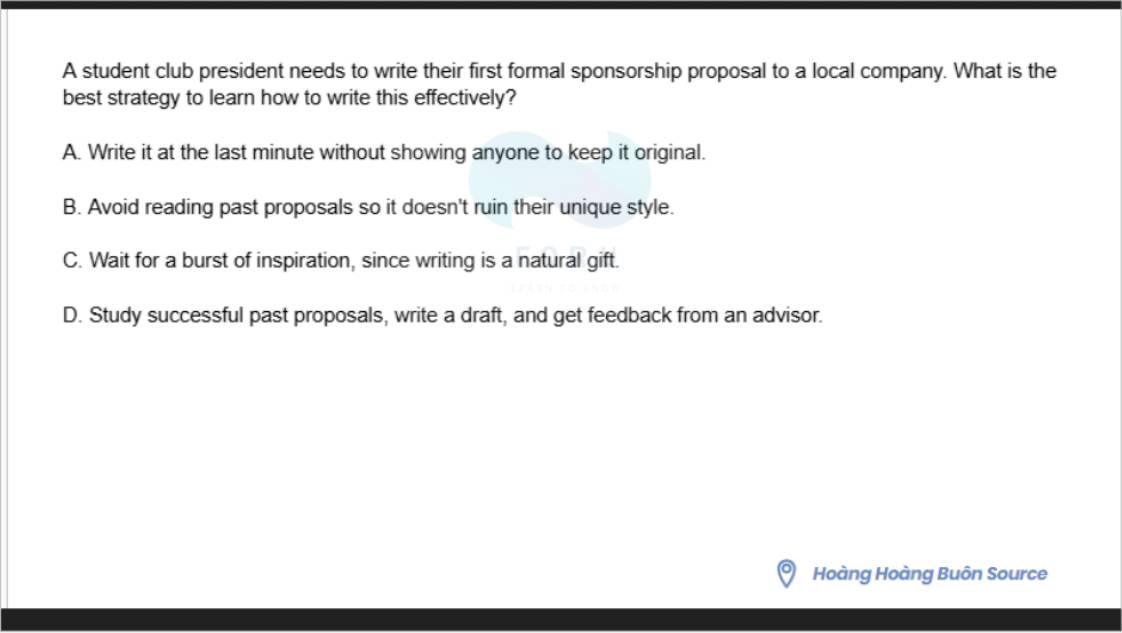 A student club president needs to write their first formal sponsorship proposal to a local company. What is the
best strategy to learn how to write this effectively?
A. Write it at the last minute without showing anyone to keep it original.
B. Avoid reading past proposals so it doesn't ruin their unique style.
C. Wait for a burst of inspiration, since writing is a natural gift.
LEARN TO KNOW
D. Study successful past proposals, write a draft, and get feedback from an advisor.
Hoàng Hoàng Buôn Source